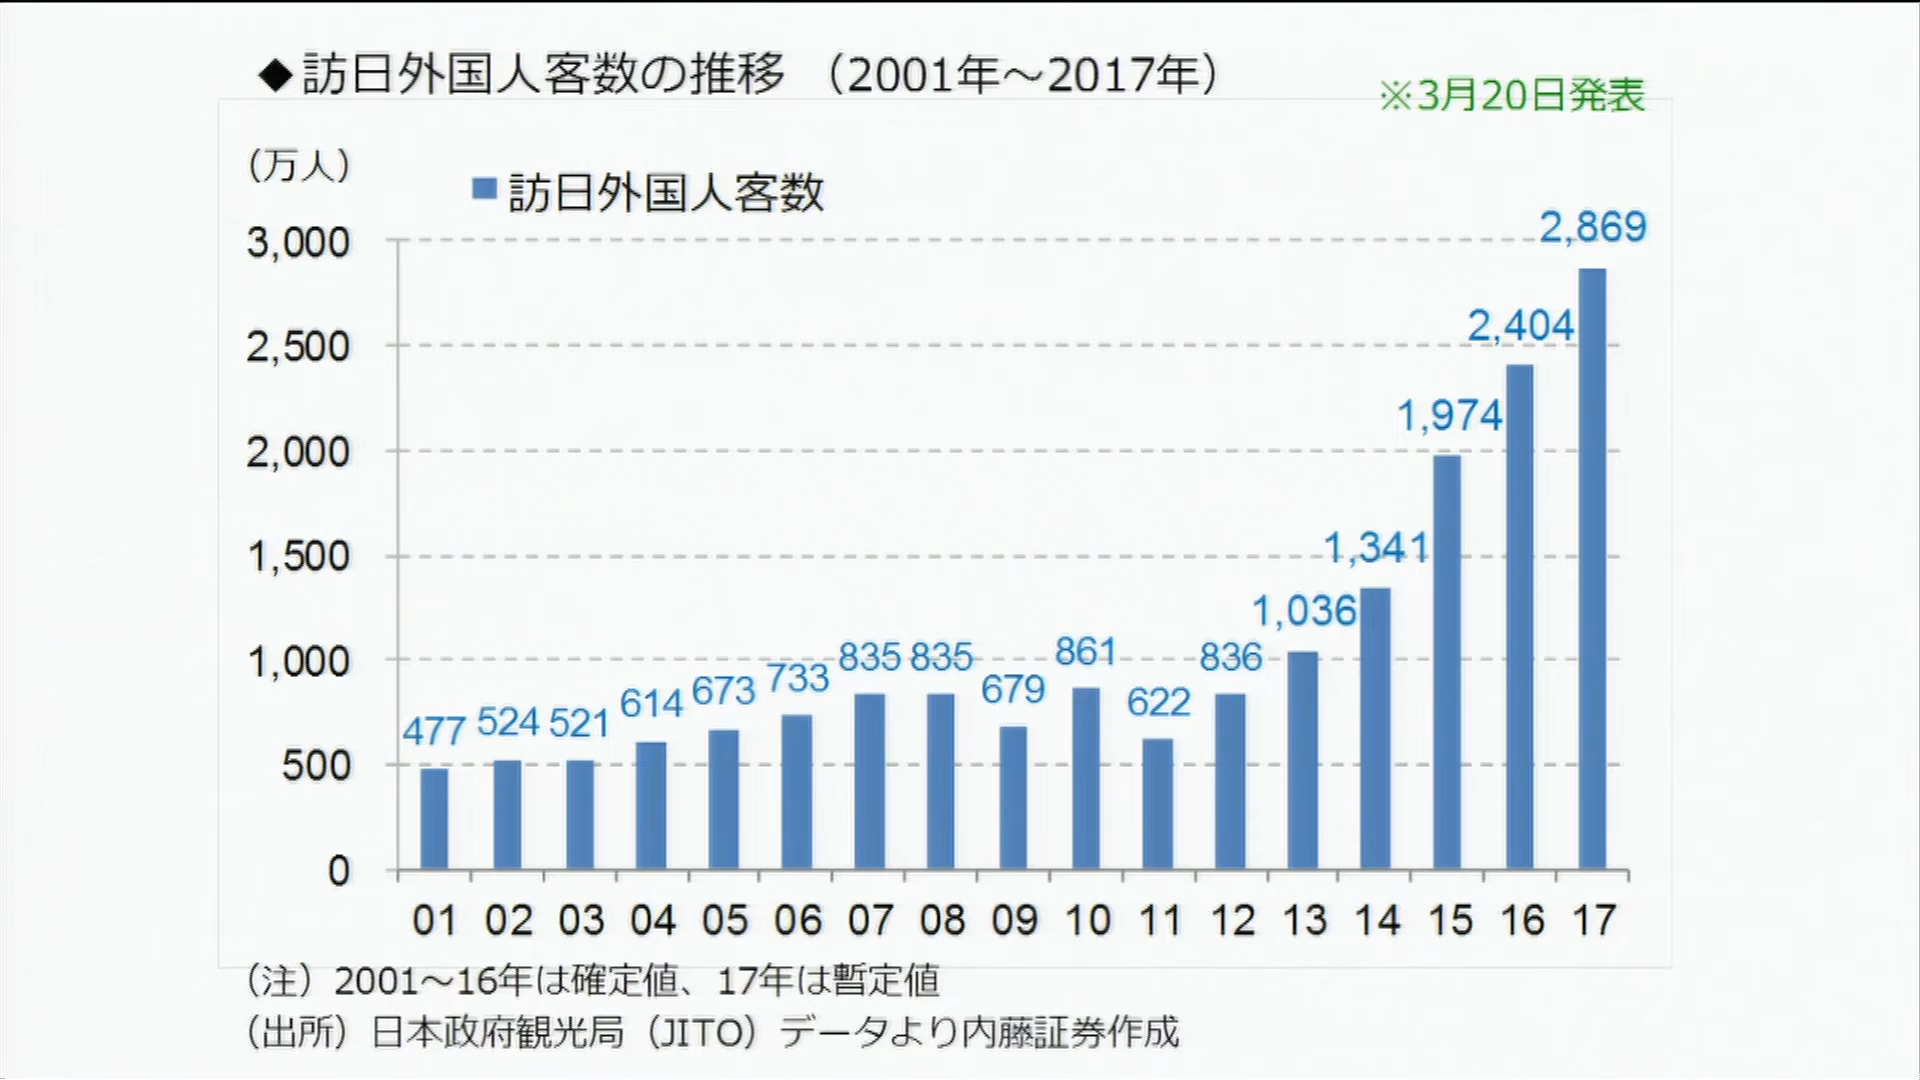 ◆訪日外国人客数の推移 （2001年～2017年）
※3月20日発表
（万人）
訪日外国人客数
3,000
2,500
2,000
1,500
1,000
500
0
477 524 521 614 673 733 835 835 679 861 622 836 1,036 1,341 1,974 2,404 2,869
01 02 03 04 05 06 07 08 09 10 11 12 13 14 15 16 17
（注）2001～16年は確定値、17年は暫定値
（出所）日本政府観光局（JITO）データより内藤証券作成